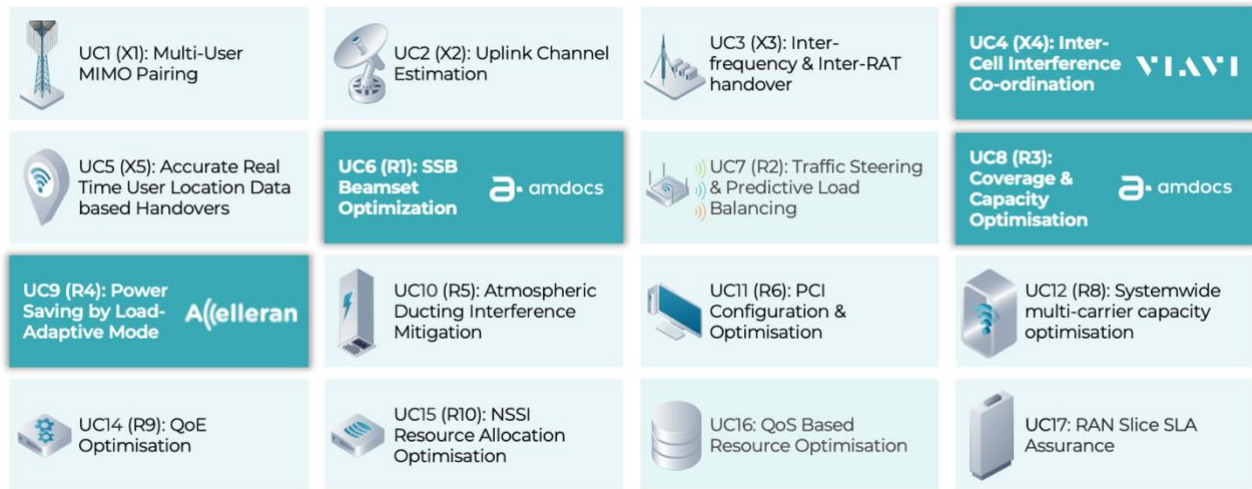 UC1 (X1): Multi-User
MIMO Pairing
UC2 (X2): Uplink Channel
Estimation
UC3 (X3): Inter-
frequency & Inter-RAT
handover
UC4 (X4): Inter-
Cell Interference
Co-ordination
VIAVI
UC5 (X5): Accurate Real
Time User Location Data
based Handovers
UC6 (R1): SSB
Beamset
Optimization
a amdocs
UC7 (R2): Traffic Steering
& Predictive Load
Balancing
UC8 (R3):
Coverage &
Capacity
Optimisation
a amdocs
UC9 (R4): Power
Saving by Load-
Adaptive Mode
Accelleran
UC10 (R5): Atmospheric
Ducting Interference
Mitigation
UC11 (R6): PCI
Configuration &
Optimisation
UC12 (R8): Systemwide
multi-carrier capacity
optimisation
UC14 (R9): QoE
Optimisation
UC15 (R10): NSSI
Resource Allocation
Optimisation
UC16: QoS Based
Resource Optimisation
UC17: RAN Slice SLA
Assurance